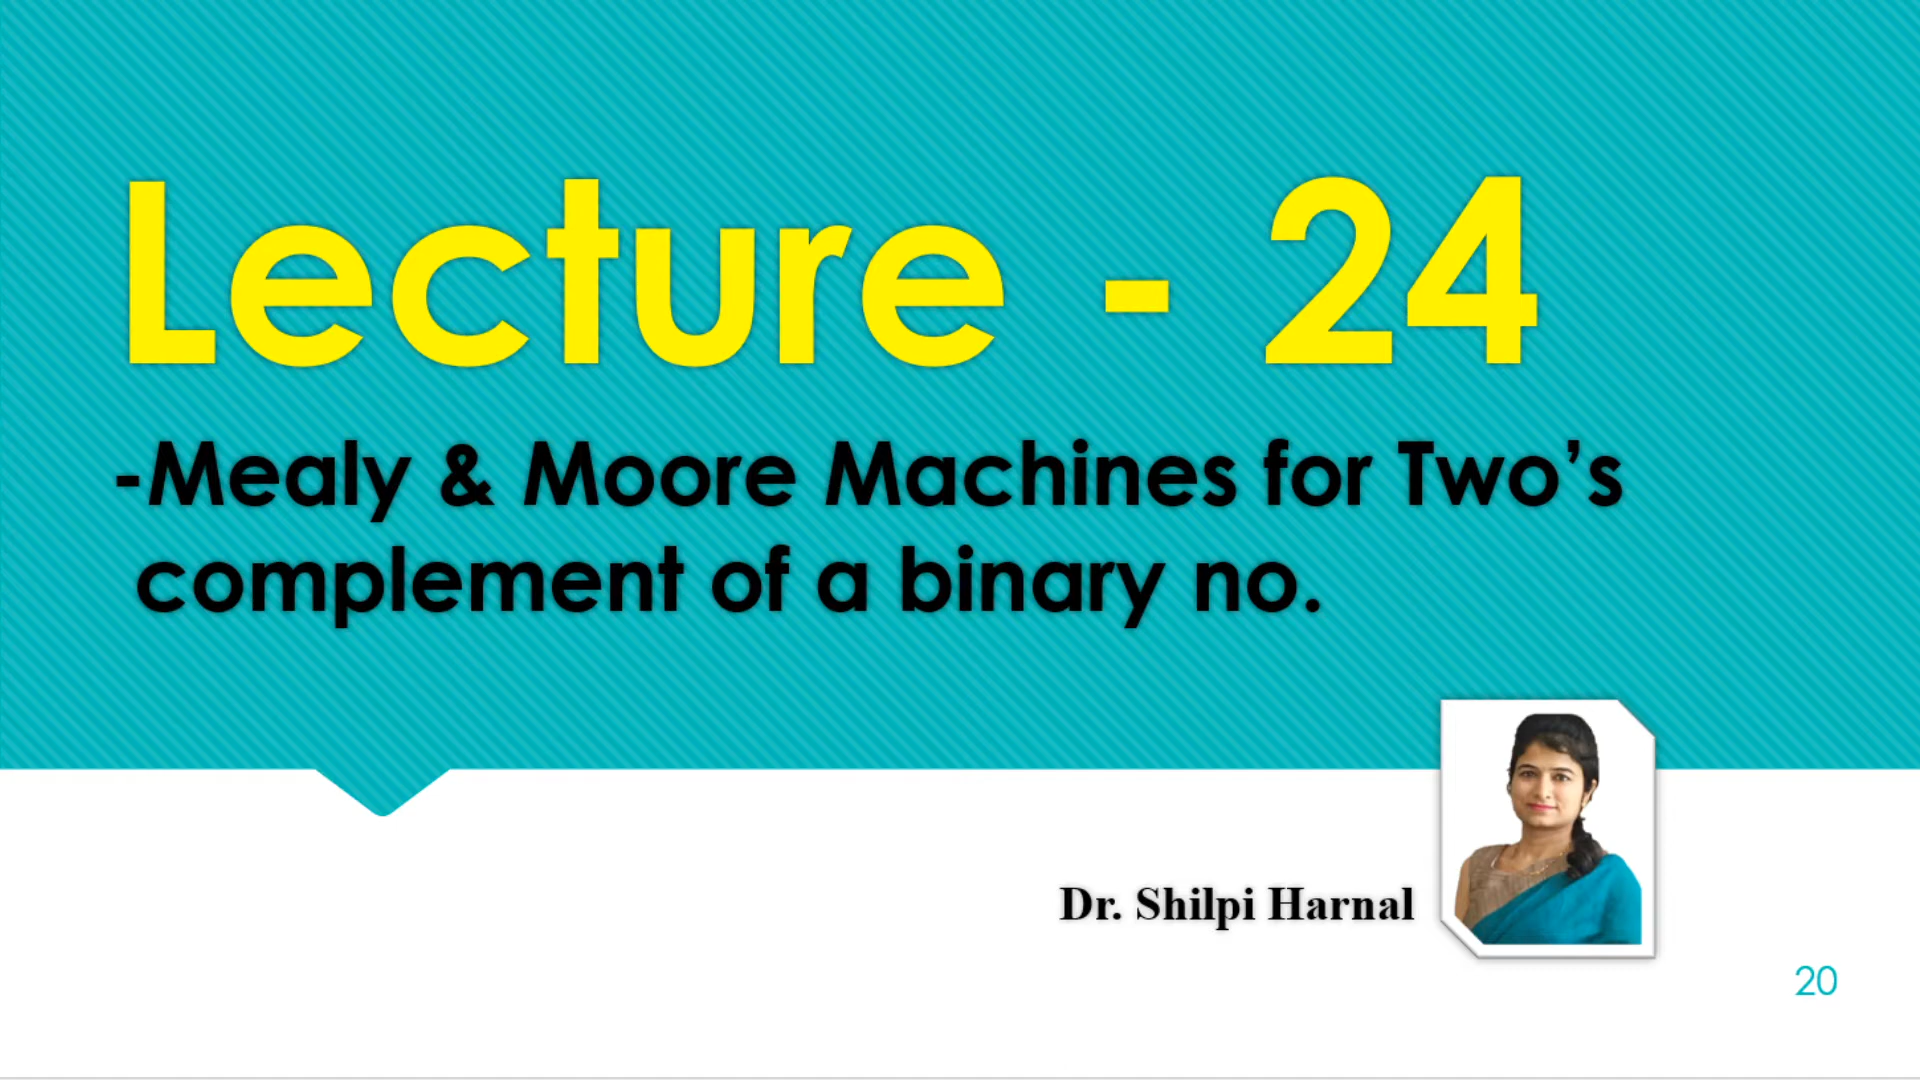 Lecture - 24
-Mealy & Moore Machines for Two’s
complement of a binary no.
Dr. Shilpi Harnal
20